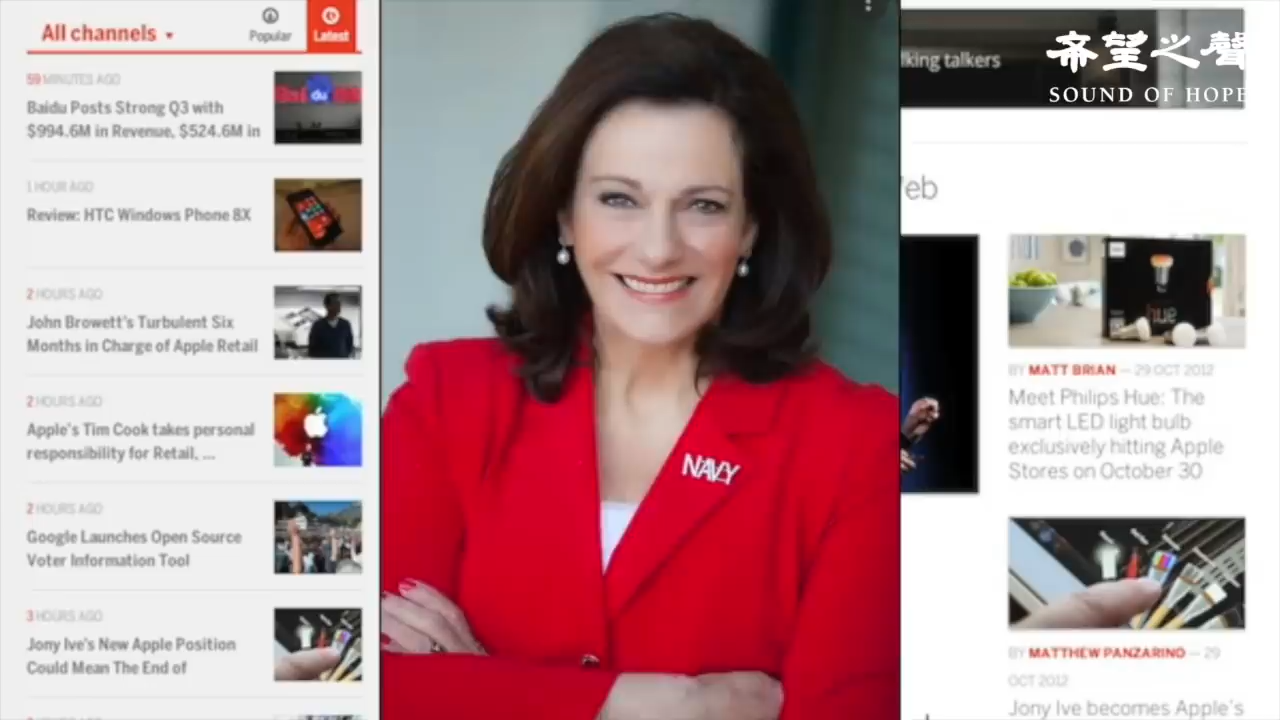 All channels
Popular
Latest
59 MINUTES AGO
Baidu Posts Strong Q3 with
$994.6M in Revenue, $524.6M in
1 HOUR AGO
Review: HTC Windows Phone 8X
2 HOURS AGO
John Browett's Turbulent Six
Months in Charge of Apple Retail
2 HOURS AGO
Apple's Tim Cook takes personal
responsibility for Retail, ...
2 HOURS AGO
Google Launches Open Source
Voter Information Tool
3 HOURS AGO
Jony Ive's New Apple Position
Could Mean The End of
du
NAVY
talkers
希望之聲
SOUND OF HOPE
hue
BY MATT BRIAN — 29 OCT 2012
Meet Philips Hue: The
smart LED light bulb
exclusively hitting Apple
Stores on October 30
BY MATTHEW PANZARINO — 29
OCT 2012
Jony Ive becomes Apple's